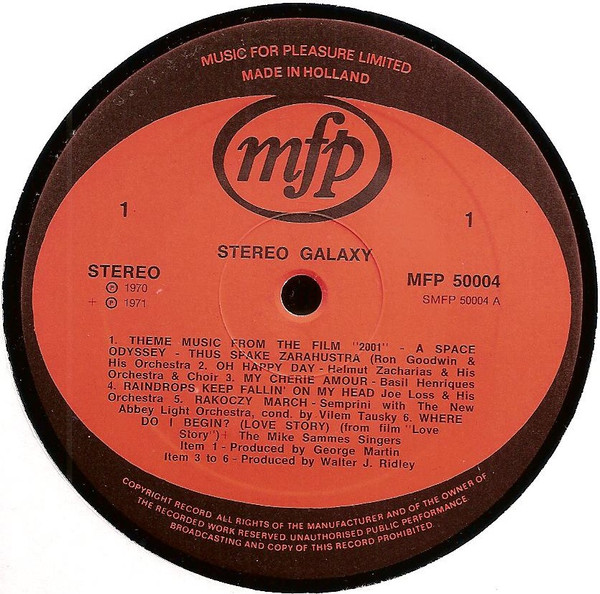 MUSIC FOR PLEASURE LIMITED
MADE IN HOLLAND
mfp
1
1
STEREO GALAXY
STEREO
℗ 1970
+ ℗ 1971
MFP 50004
SMFP 50004 A
1. THEME MUSIC FROM THE FILM "2001" - A SPACE
ODYSSEY - THUS SPAKE ZARAHUSTRA (Ron Goodwin &
His Orchestra 2. OH HAPPY DAY - Helmut Zacharias & His
Orchestra & Choir 3. MY CHERIE AMOUR - Basil Henriques
4. RAINDROPS KEEP FALLIN' ON MY HEAD Joe Loss & His
Orchestra 5. RAKOCZY MARCH - Semprini with The New
Abbey Light Orchestra, cond. by Vilem Tausky 6. WHERE
DO I BEGIN? (LOVE STORY) (from film "Love
Story")+ The Mike Sammes Singers
Item 1 - Produced by George Martin
Item 3 to 6 - Produced by Walter J. Ridley
COPYRIGHT RECORD. ALL RIGHTS OF THE MANUFACTURER AND OF THE OWNER OF
THE RECORDED WORK RESERVED. UNAUTHORISED PUBLIC PERFORMANCE.
BROADCASTING AND COPY OF THIS RECORD PROHIBITED.